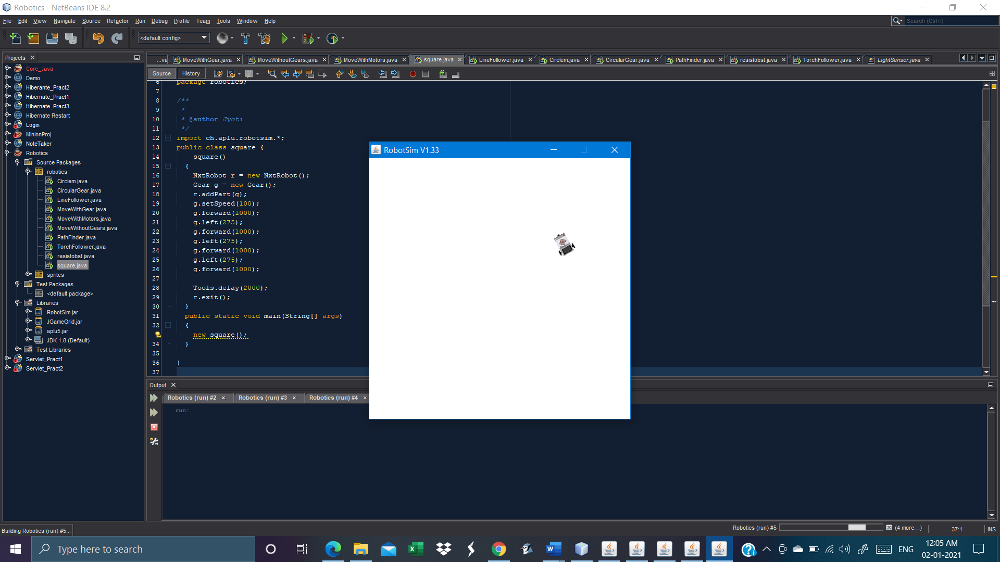 Robotics - NetBeans IDE 8.2
File Edit View Navigate Source Refactor Run Debug Profile Team Tools Window Help
Search (Ctrl+I)
<default config>
Projects
Core_Java
Demo
Hiberante_Pract2
Hibernate_Pract1
Hibernate_Pract3
Hibernate Restart
Login
MinionProj
NoteTaker
Robotics
Source Packages
robotics
Circlem.java
CircularGear.java
LineFollower.java
MoveWithGear.java
MoveWithMotors.java
MoveWithoutGears.java
PathFinder.java
TorchFollower.java
resistobst.java
square.java
sprites
Test Packages
<default package>
Libraries
RobotSim.jar
JGameGrid.jar
aplu5.jar
JDK 1.8 (Default)
Test Libraries
Servlet_Pract1
Servlet_Pract2
...va MoveWithGear.java MoveWithoutGears.java MoveWithMotors.java square.java LineFollower.java Circlem.java CircularGear.java PathFinder.java resistobst.java TorchFollower.java LightSensor.java
Source History
6 package robotics;
7
8 /**
9 *
10 * @author Jyoti
11 */
12 import ch.aplu.robotsim.*;
13 public class square {
14 square()
15 {
16 NxtRobot r = new NxtRobot();
17 Gear g = new Gear();
18 r.addPart(g);
19 g.setSpeed(100);
20 g.forward(1000);
21 g.left(275);
22 g.forward(1000);
23 g.left(275);
24 g.forward(1000);
25 g.left(275);
26 g.forward(1000);
27
28 Tools.delay(2000);
29 r.exit();
30 }
31 public static void main(String[] args)
32 {
new square();
34 }
35
36 }
37
RobotSim V1.33
Output
Robotics (run) #2 Robotics (run) #3 Robotics (run) #4
run:
Building Robotics (run) #5...
Robotics (run) #5 (4 more...) 37:1 INS
Type here to search
ENG
12:05 AM
02-01-2021